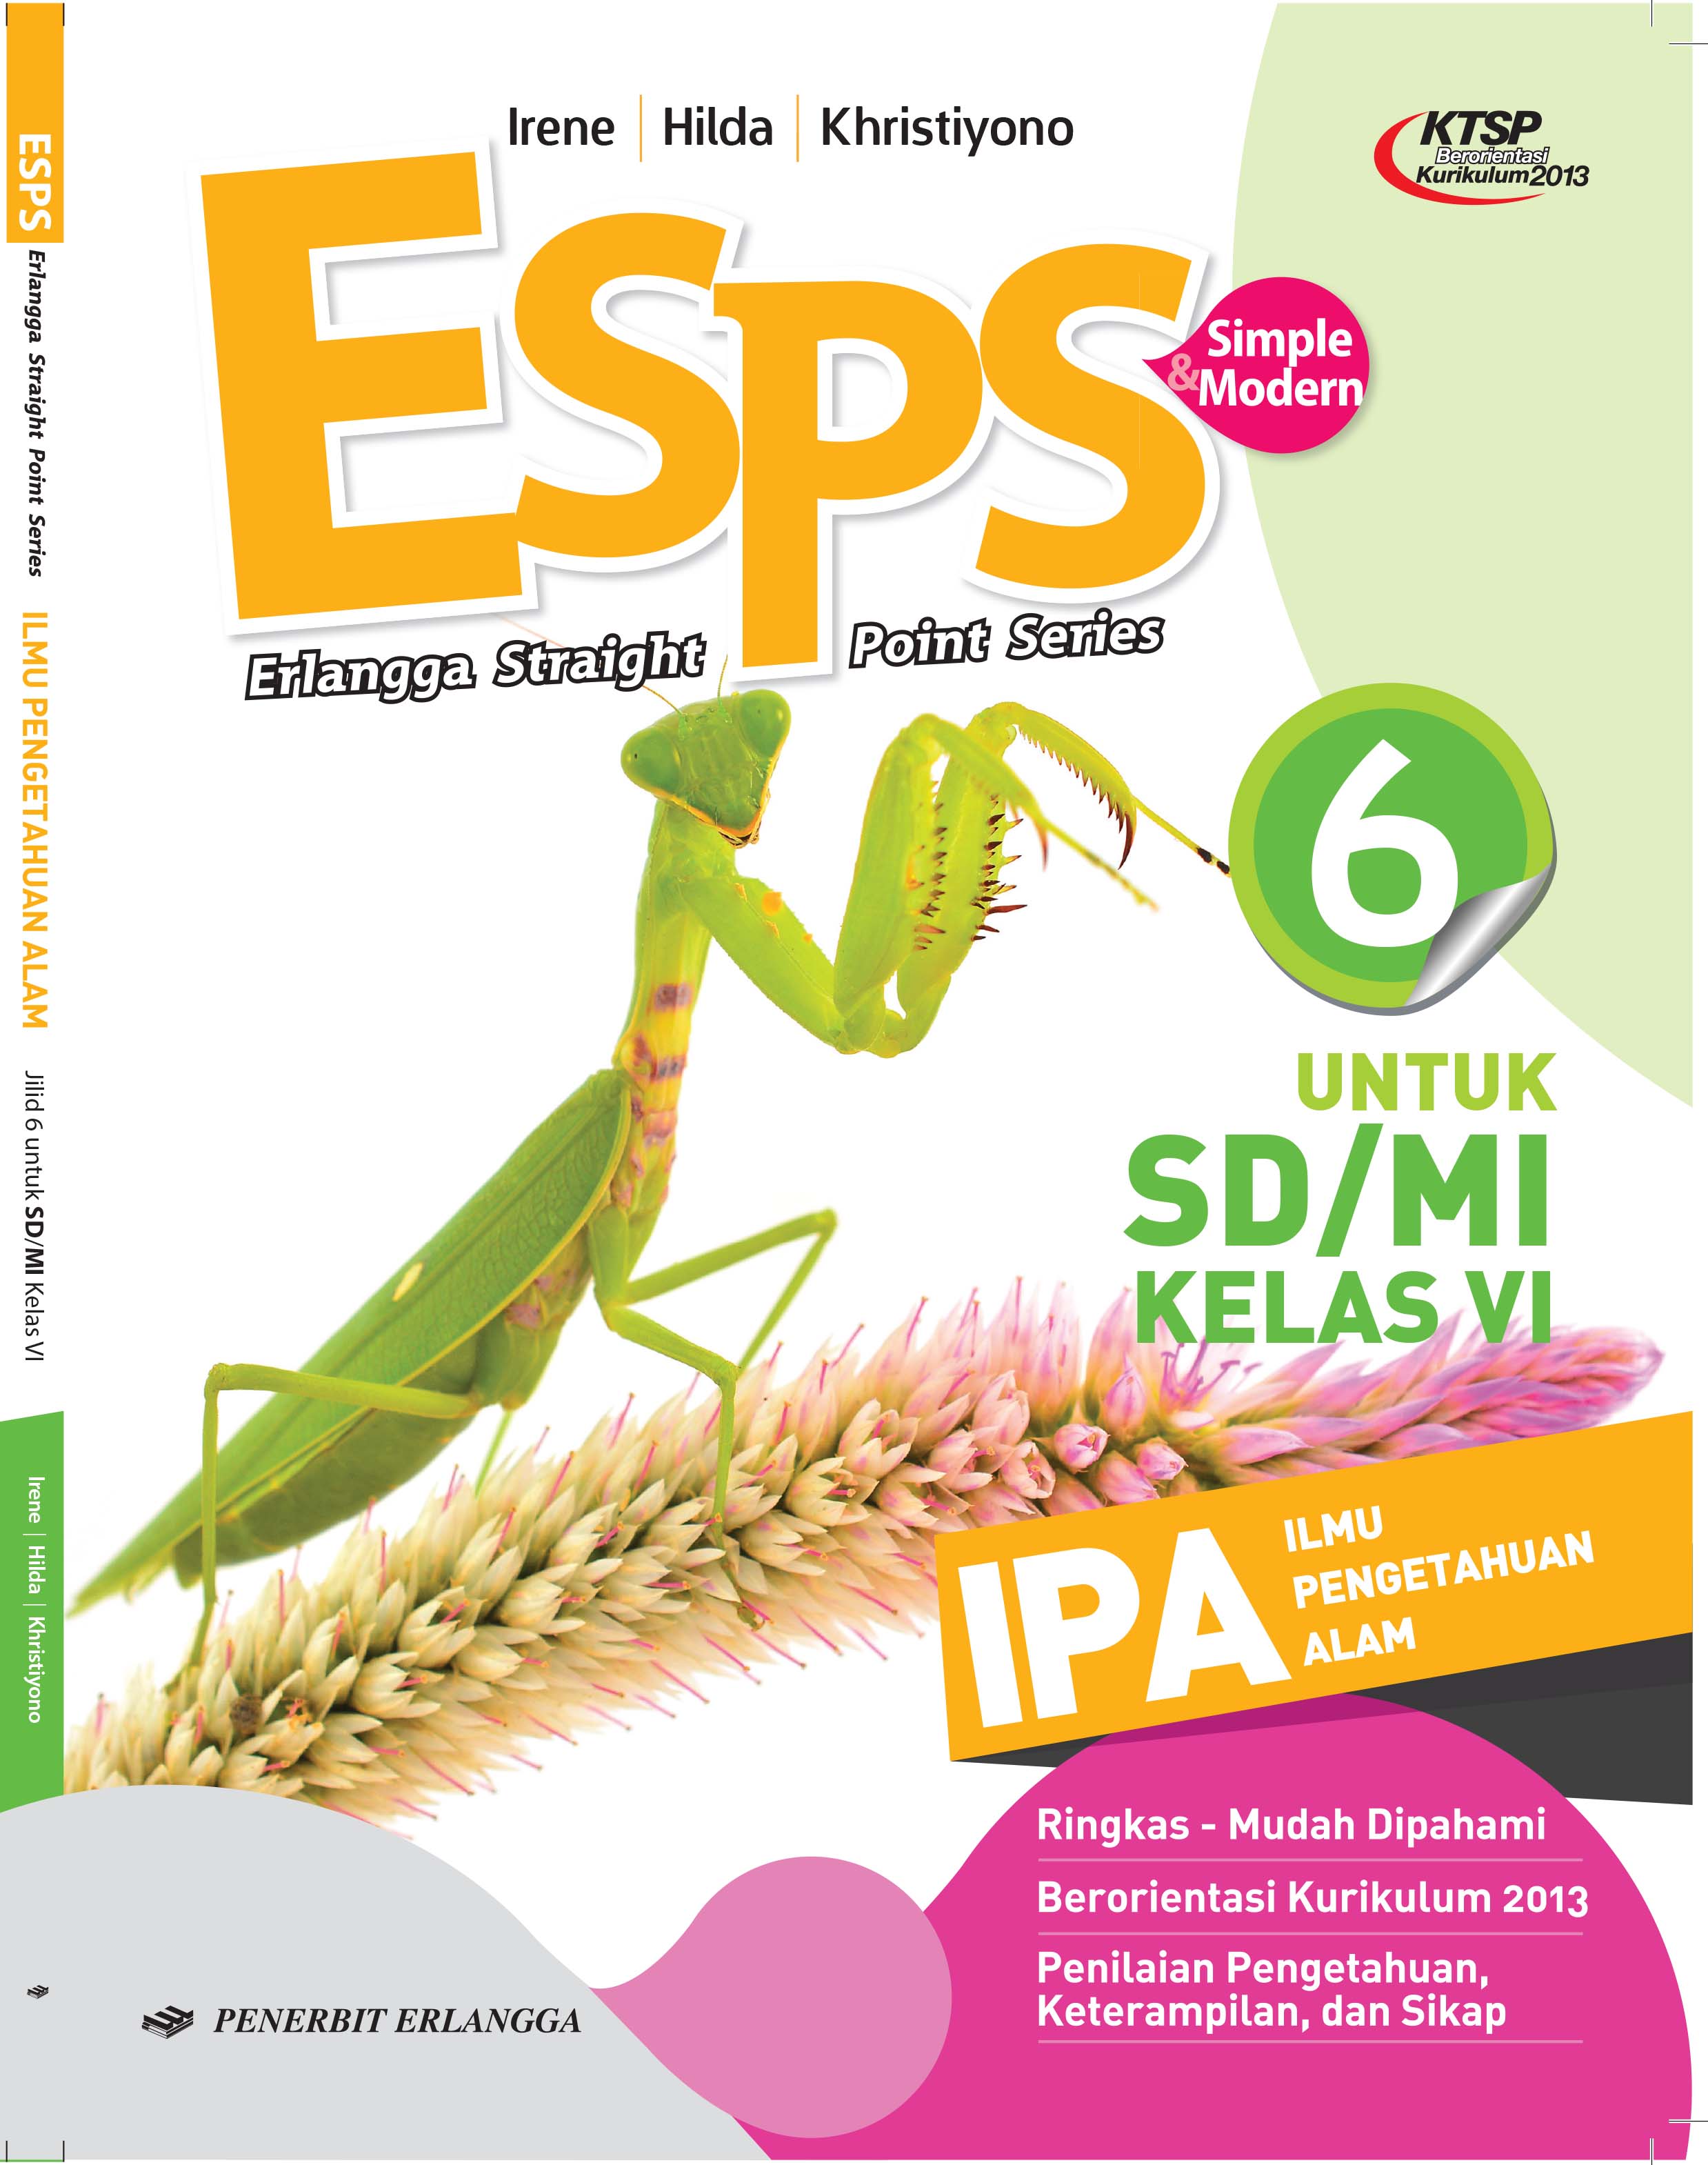 ESPS
Erlangga Straight Point Series
ILMU PENGETAHUAN ALAM
Jilid 6 untuk SD/MI Kelas VI
Irene | Hilda | Khristiyono
Irene | Hilda | Khristiyono
KTSP
Berorientasi
Kurikulum2013
ESPS
Simple
&Modern
Erlangga Straight Point Series
6
UNTUK
SD/MI
KELAS VI
IPA
ILMU
PENGETAHUAN
ALAM
Ringkas - Mudah Dipahami
Berorientasi Kurikulum 2013
Penilaian Pengetahuan,
Keterampilan, dan Sikap
PENERBIT ERLANGGA